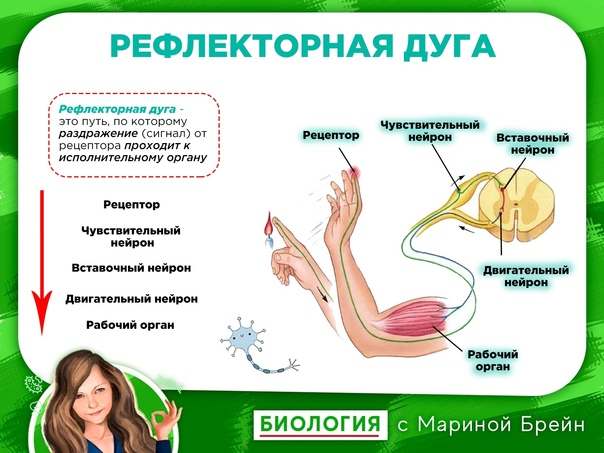 РЕФЛЕКТОРНАЯ ДУГА
Рефлекторная дуга -
это путь, по которому
раздражение (сигнал) от
рецептора проходит к
исполнительному органу
Рецептор
Чувствительный
нейрон
Вставочный нейрон
Двигательный нейрон
Рабочий орган
Рецептор
Чувствительный
нейрон
Вставочный
нейрон
Двигательный
нейрон
Рабочий
орган
БИОЛОГИЯ с Мариной Брейн